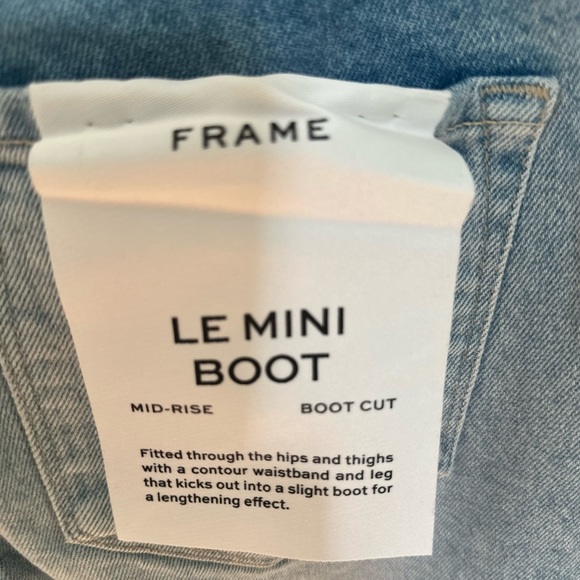 FRAME
LE MINI
BOOT
MID-RISE BOOT CUT
Fitted through the hips and thighs
with a contour waistband and leg
that kicks out into a slight boot for
a lengthening effect.